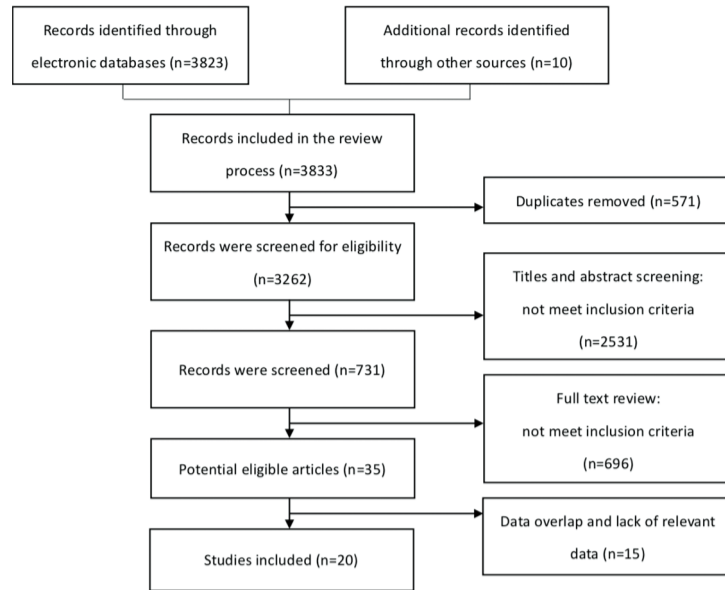 Records identified through
electronic databases (n=3823)
Additional records identified
through other sources (n=10)
Records included in the review
process (n=3833)
Duplicates removed (n=571)
Records were screened for eligibility
(n=3262)
Titles and abstract screening:
not meet inclusion criteria
(n=2531)
Records were screened (n=731)
Full text review:
not meet inclusion criteria
(n=696)
Potential eligible articles (n=35)
Data overlap and lack of relevant
data (n=15)
Studies included (n=20)